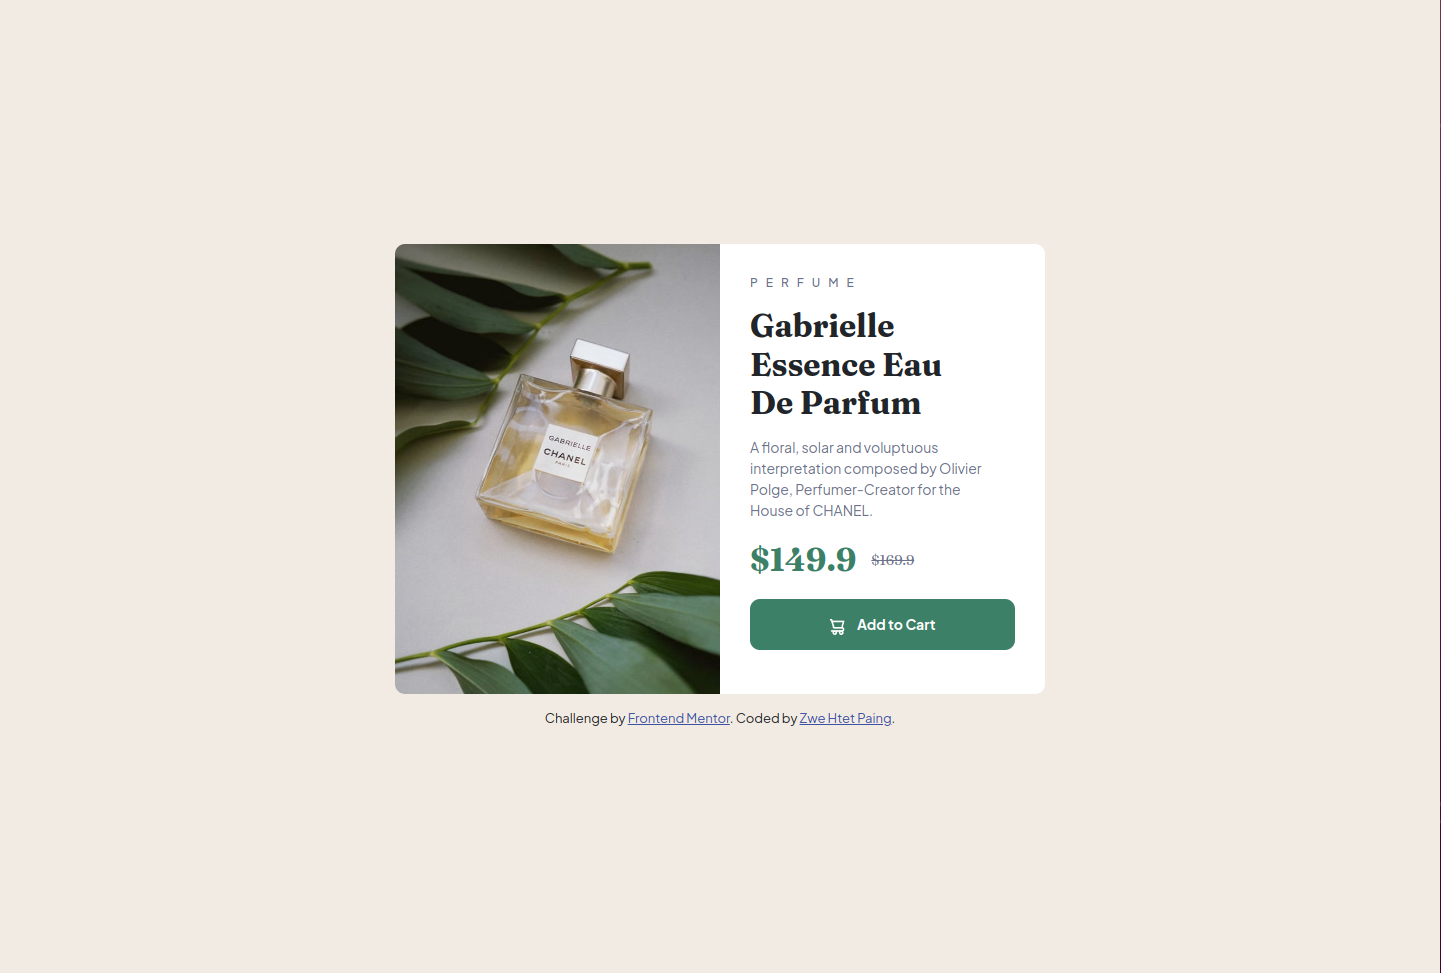 GABRIELLE
CHANEL
PARIS
PERFUME
Gabrielle
Essence Eau
De Parfum
A floral, solar and voluptuous
interpretation composed by Olivier
Polge, Perfumer-Creator for the
House of CHANEL.
$149.9 $169.9
Add to Cart
Challenge by Frontend Mentor. Coded by Zwe Htet Paing.